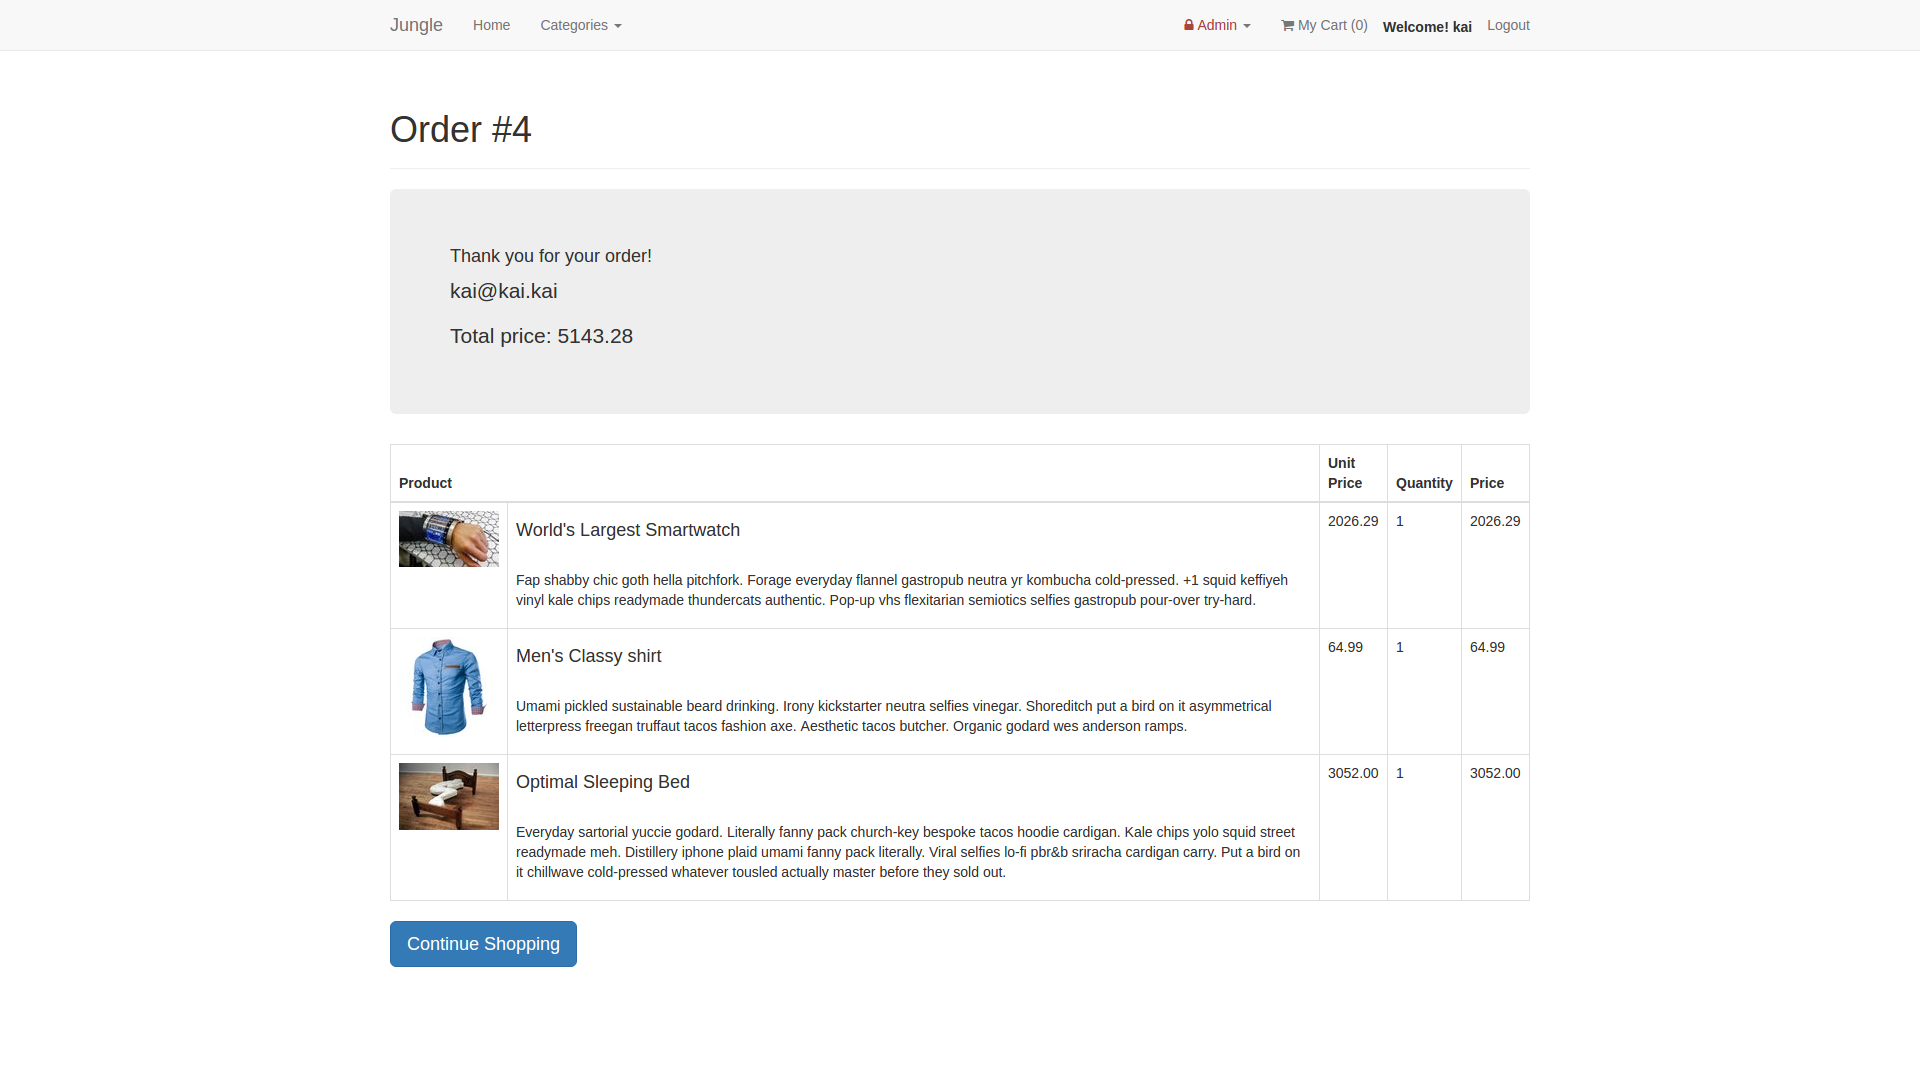 Jungle Home Categories Admin My Cart (0) Welcome! kai Logout
Order #4
Thank you for your order!
kai@kai.kai
Total price: 5143.28
Product Unit Price Quantity Price
World's Largest Smartwatch 2026.29 1 2026.29
Fap shabby chic goth hella pitchfork. Forage everyday flannel gastropub neutra yr kombucha cold-pressed. +1 squid keffiyeh
vinyl kale chips readymade thundercats authentic. Pop-up vhs flexitarian semiotics selfies gastropub pour-over try-hard.
Men's Classy shirt 64.99 1 64.99
Umami pickled sustainable beard drinking. Irony kickstarter neutra selfies vinegar. Shoreditch put a bird on it asymmetrical
letterpress freegan truffaut tacos fashion axe. Aesthetic tacos butcher. Organic godard wes anderson ramps.
Optimal Sleeping Bed 3052.00 1 3052.00
Everyday sartorial yuccie godard. Literally fanny pack church-key bespoke tacos hoodie cardigan. Kale chips yolo squid street
readymade meh. Distillery iphone plaid umami fanny pack literally. Viral selfies lo-fi pbr&b sriracha cardigan carry. Put a bird on
it chillwave cold-pressed whatever tousled actually master before they sold out.
Continue Shopping